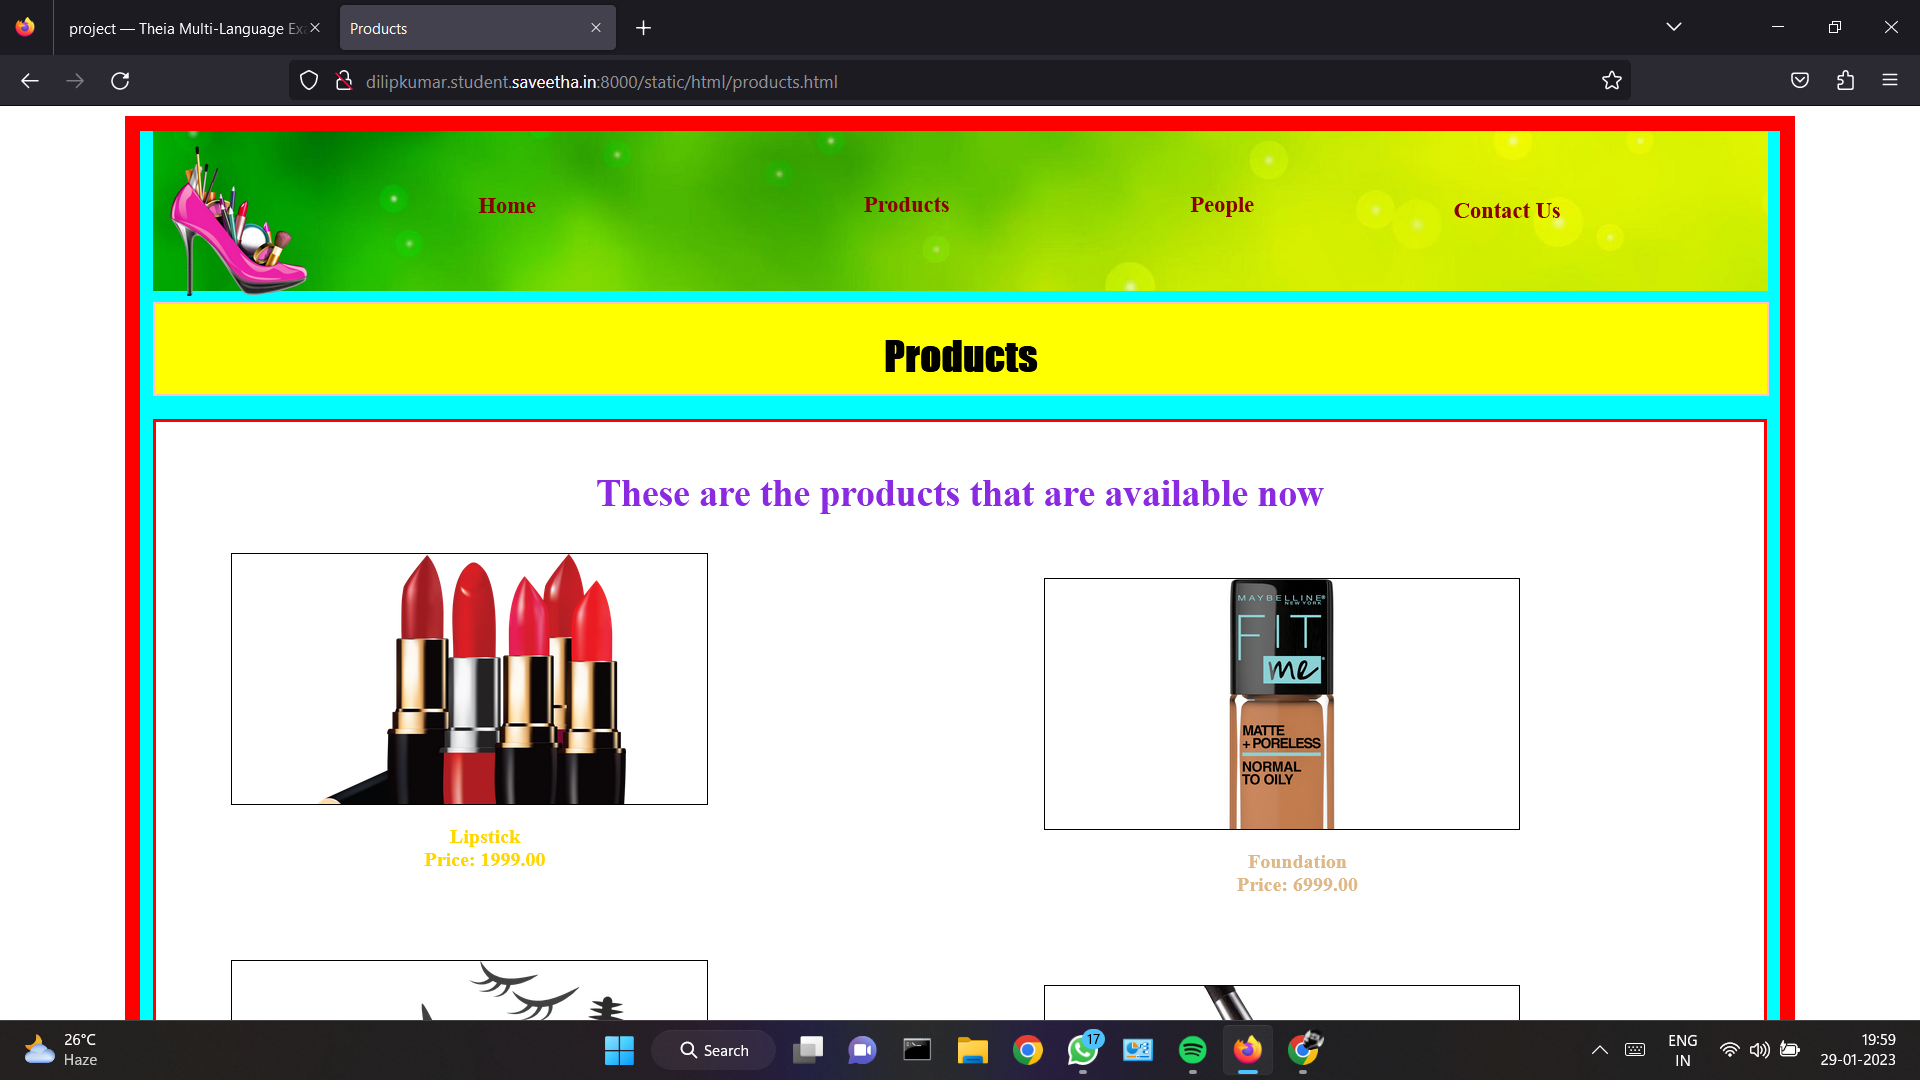 project — Theia Multi-Language Ex
Products
dilipkumar.student.saveetha.in:8000/static/html/products.html
Home
Products
People
Contact Us
Products
These are the products that are available now
MAYBELLINE
NEW YORK
FIT
me
MATTE
+ PORELESS
NORMAL
TO OILY
Lipstick
Price: 1999.00
Foundation
Price: 6999.00
26°C
Haze
Search
17
ENG
IN
19:59
29-01-2023